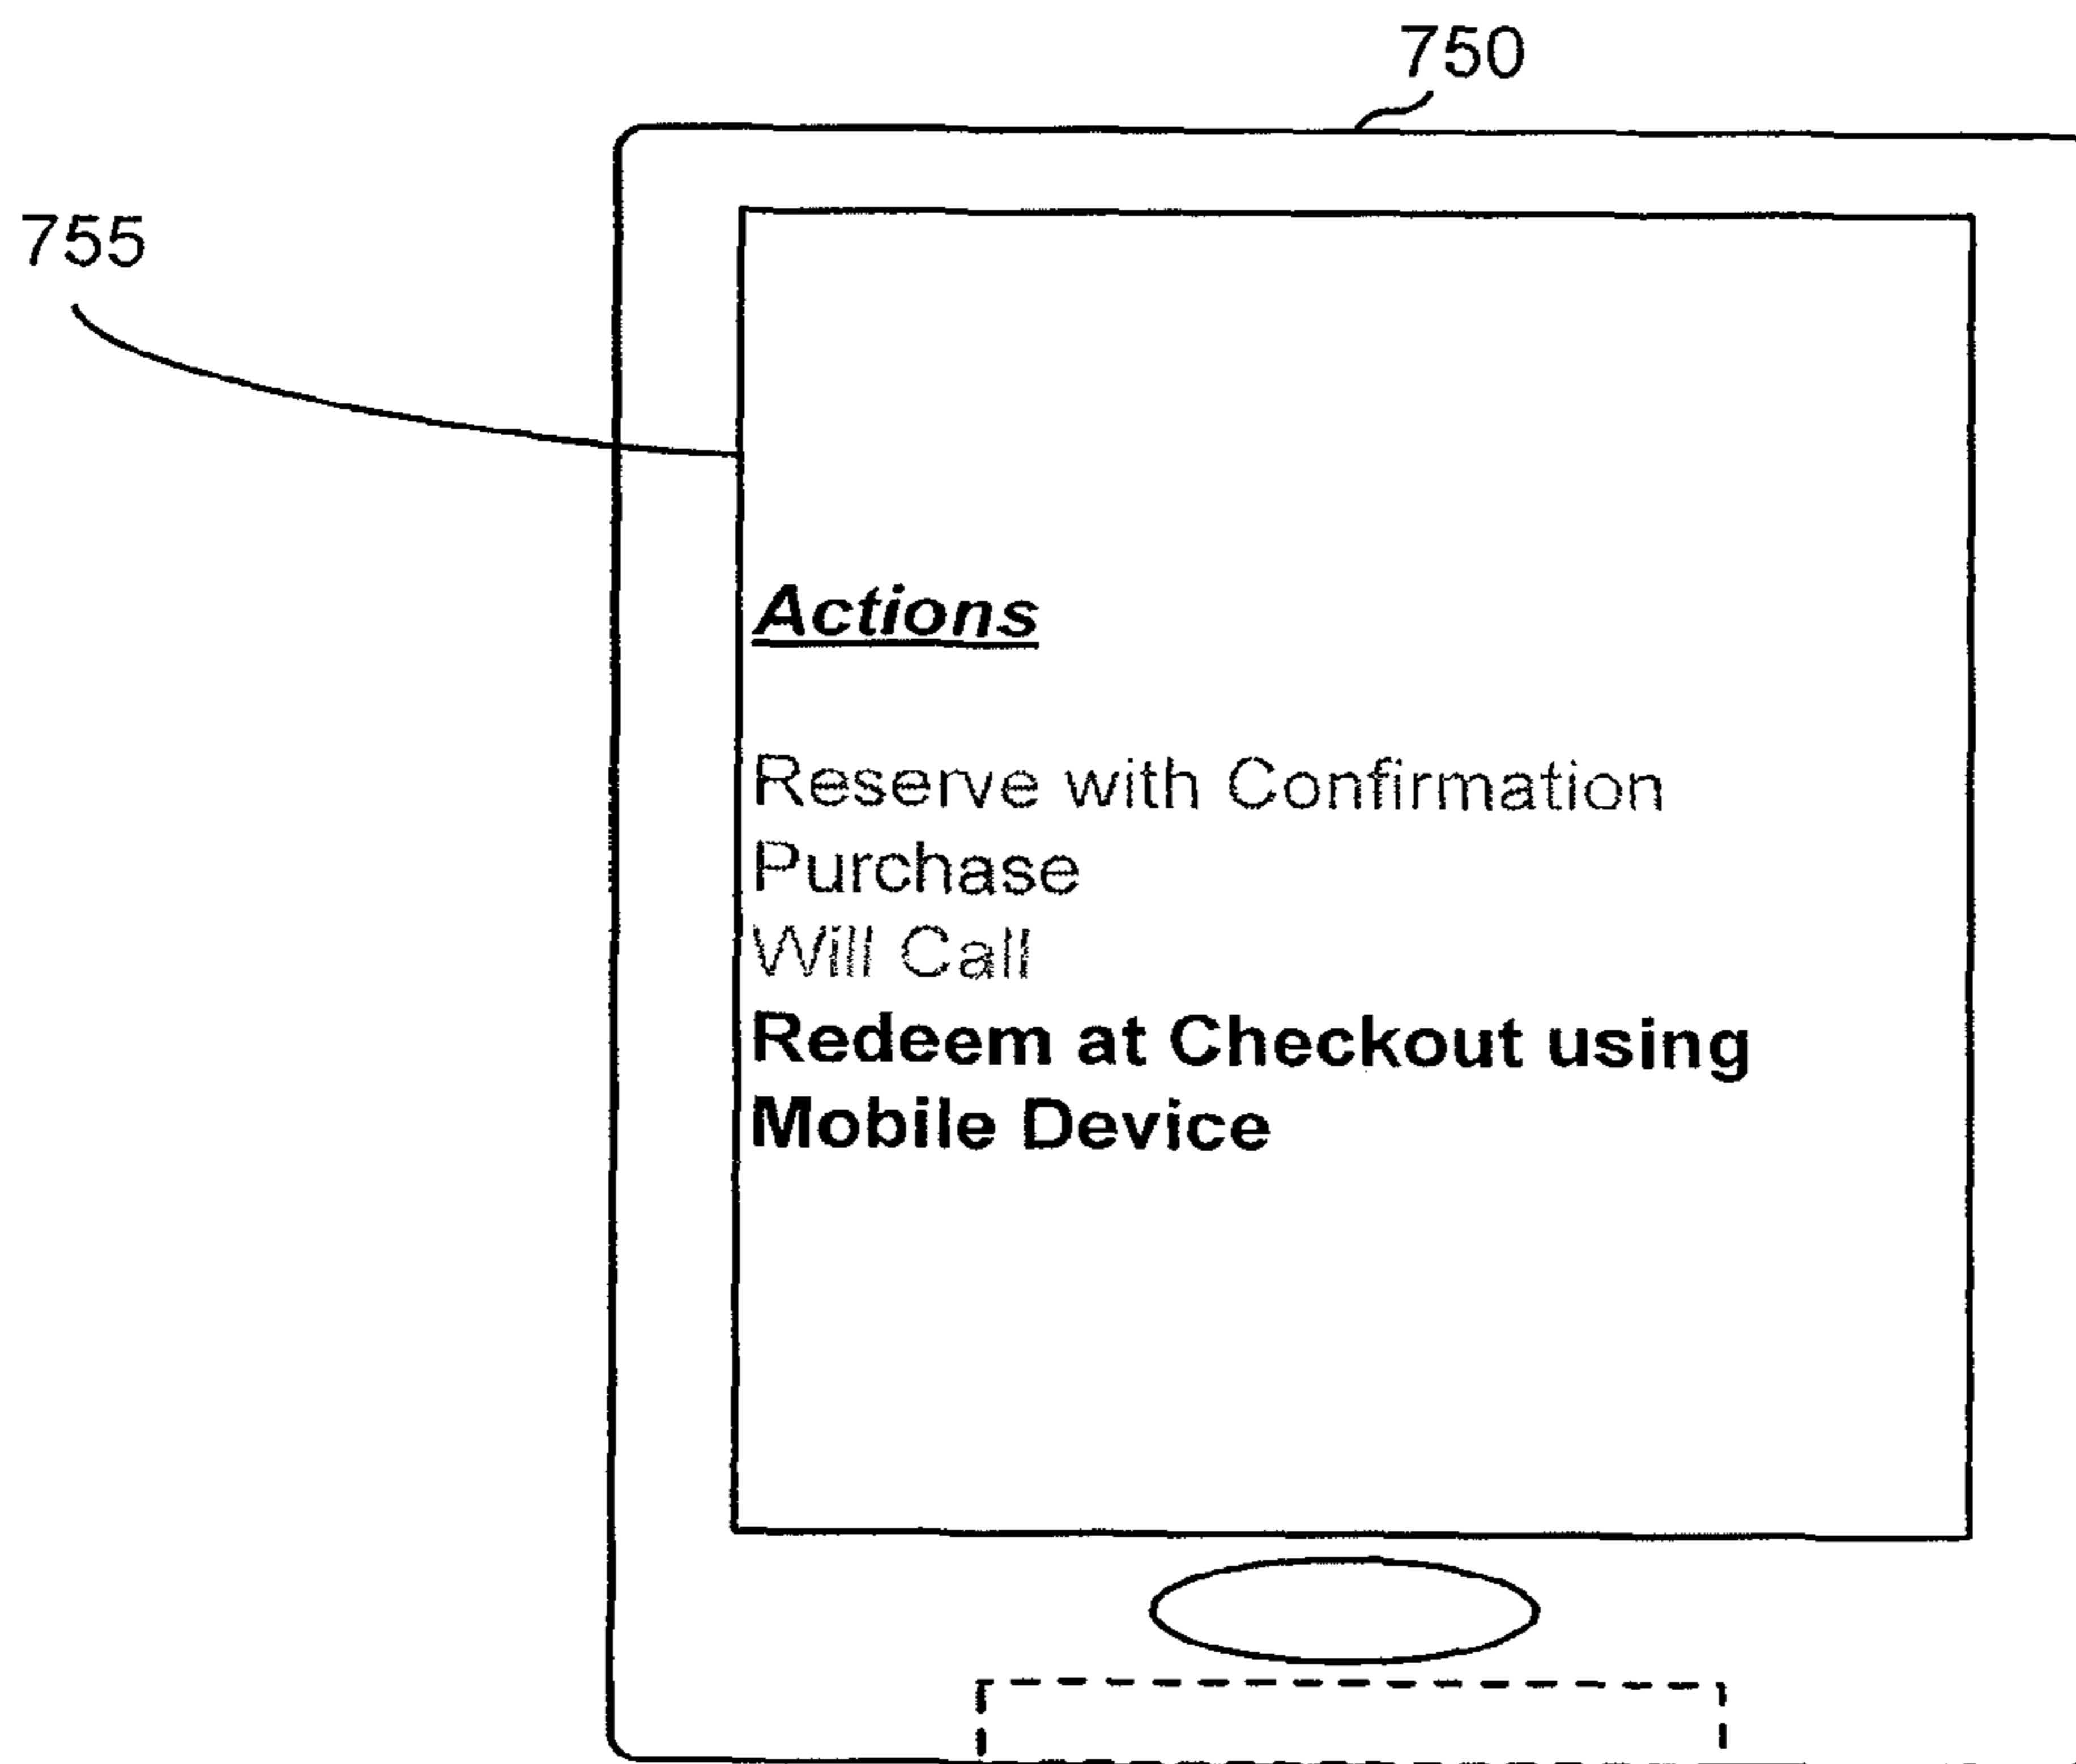 750
755
Actions
Reserve with Confirmation
Purchase
Will Call
Redeem at Checkout using
Mobile Device